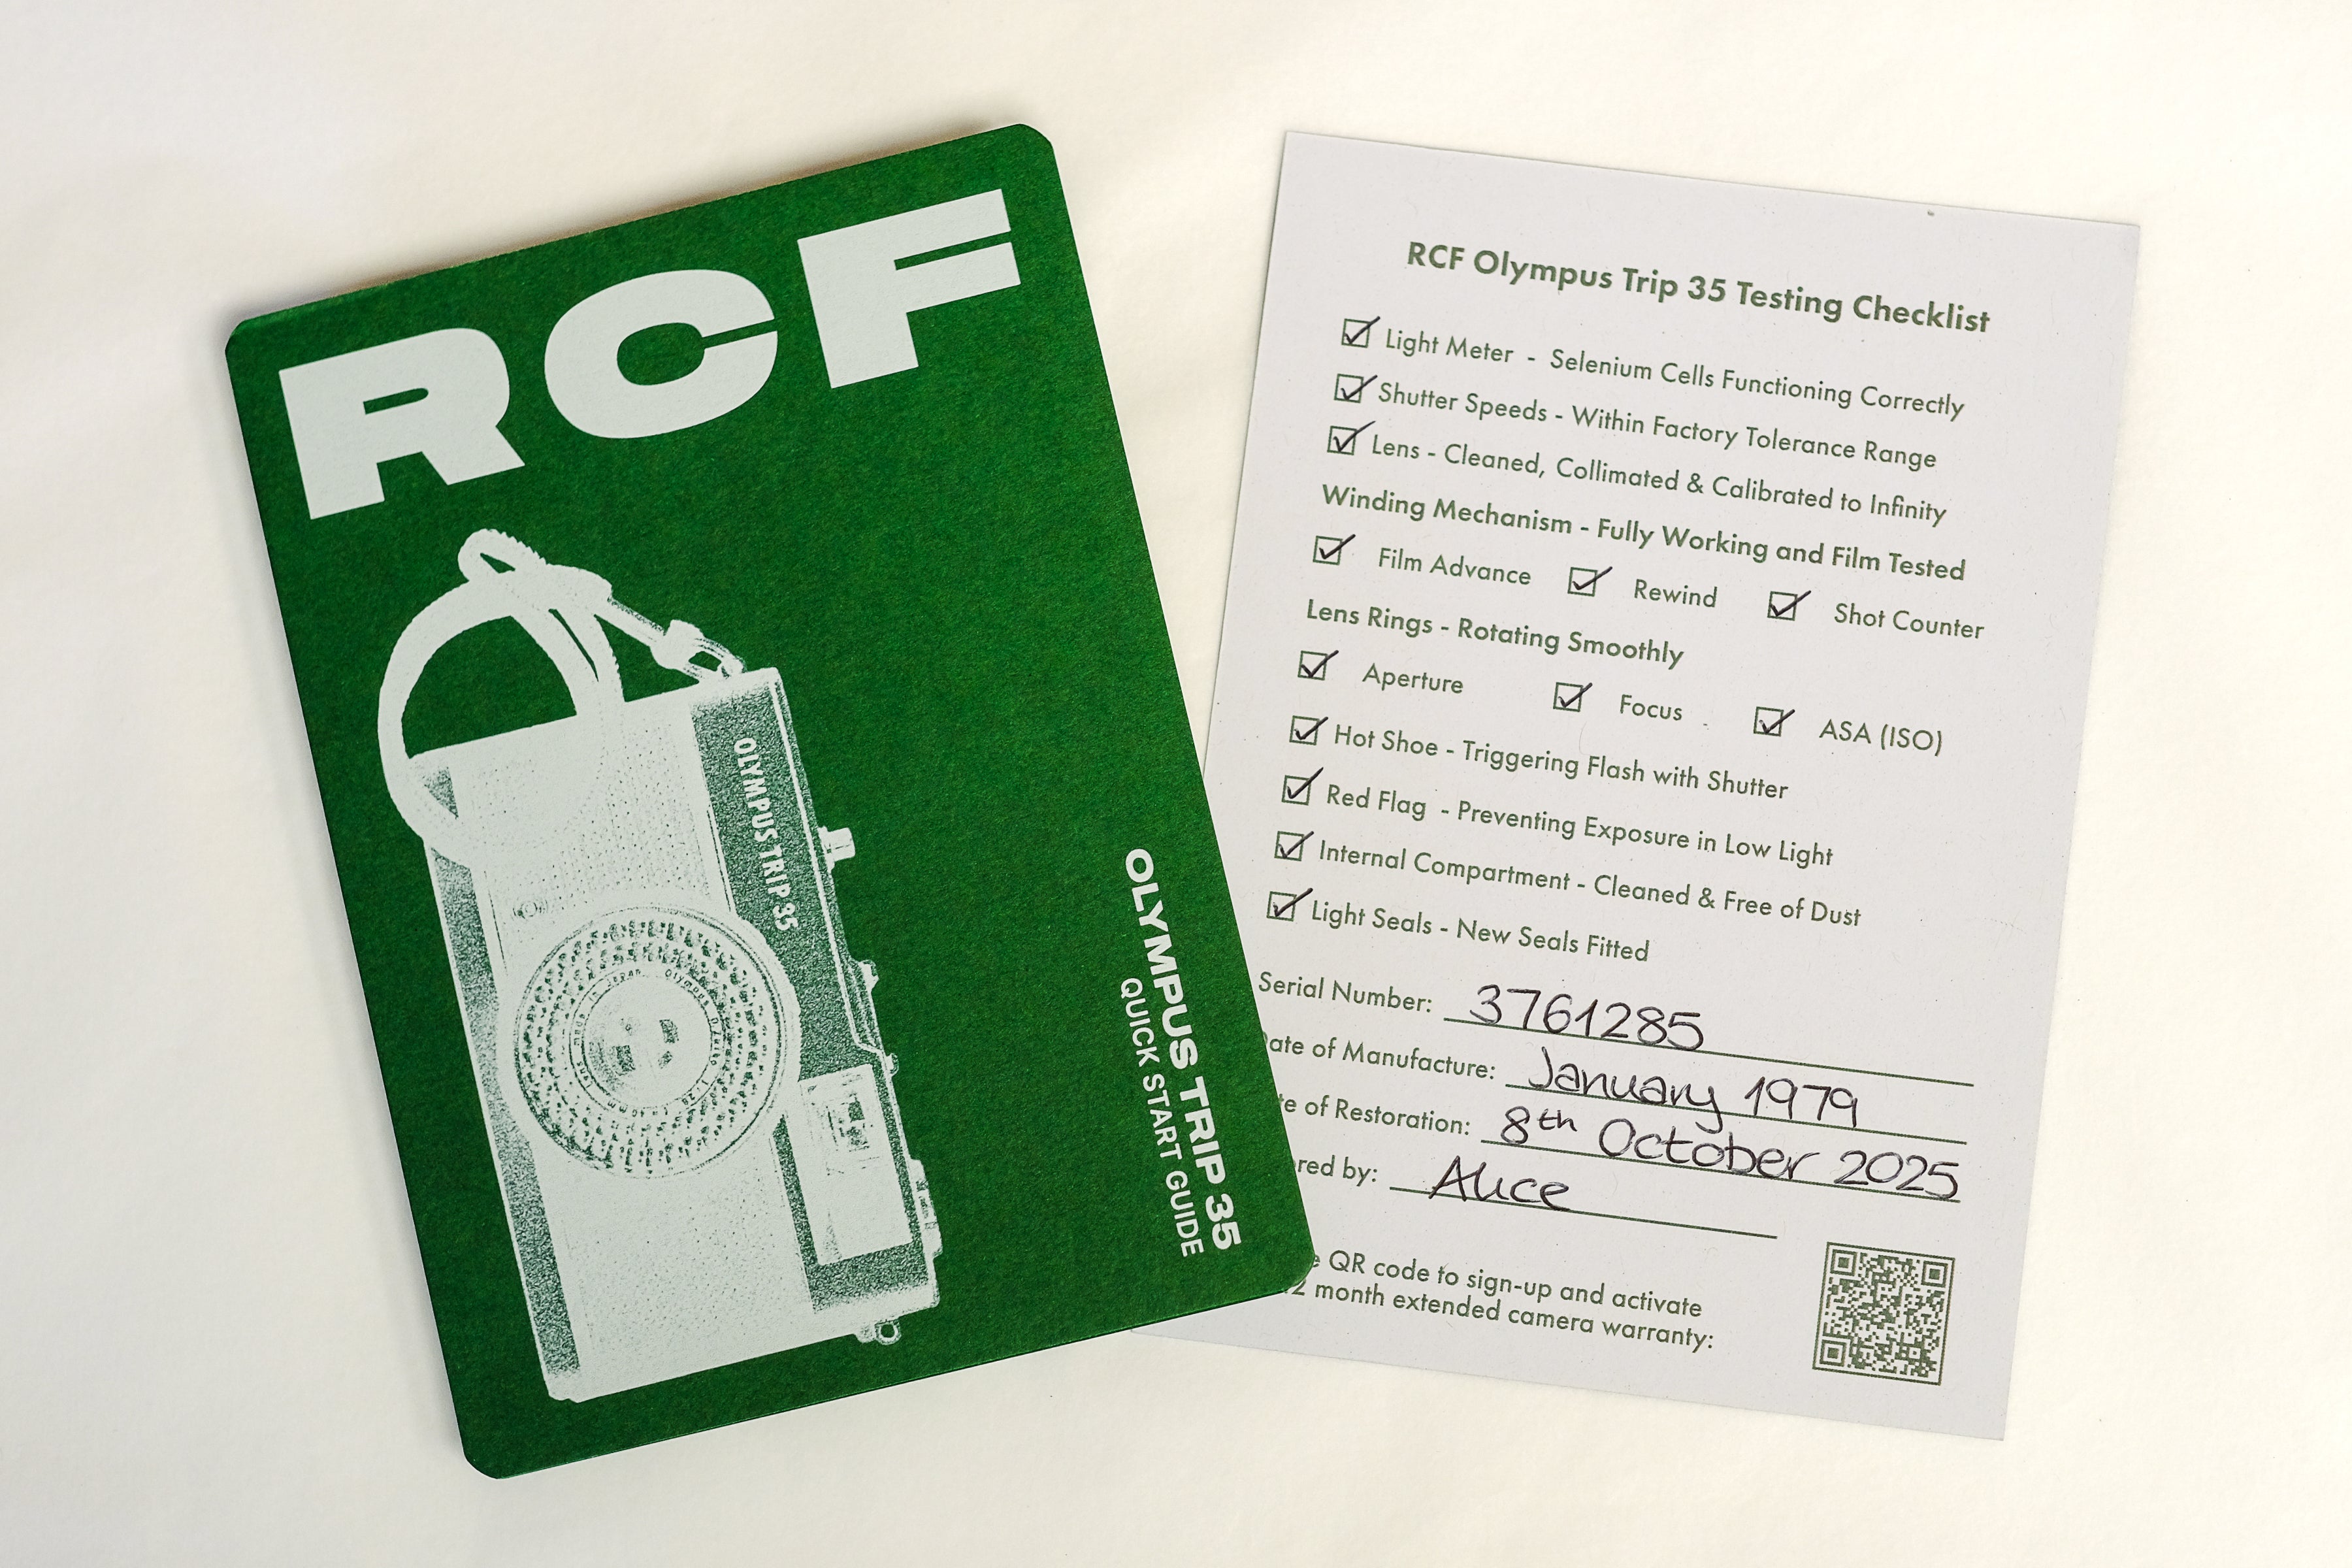 RCF
OLYMPUS TRIP 35
OLYMPUS TRIP 35
QUICK START GUIDE
RCF Olympus Trip 35 Testing Checklist
Light Meter - Selenium Cells Functioning Correctly
Shutter Speeds - Within Factory Tolerance Range
Lens - Cleaned, Collimated & Calibrated to Infinity
Winding Mechanism - Fully Working and Film Tested
Film Advance Rewind Shot Counter
Lens Rings - Rotating Smoothly
Aperture Focus ASA (ISO)
Hot Shoe - Triggering Flash with Shutter
Red Flag - Preventing Exposure in Low Light
Internal Compartment - Cleaned & Free of Dust
Light Seals - New Seals Fitted
Serial Number: 3761285
of Manufacture: January 1979
of Restoration: 8th October 2025
by: Alice
QR code to sign-up and activate
month extended camera warranty: